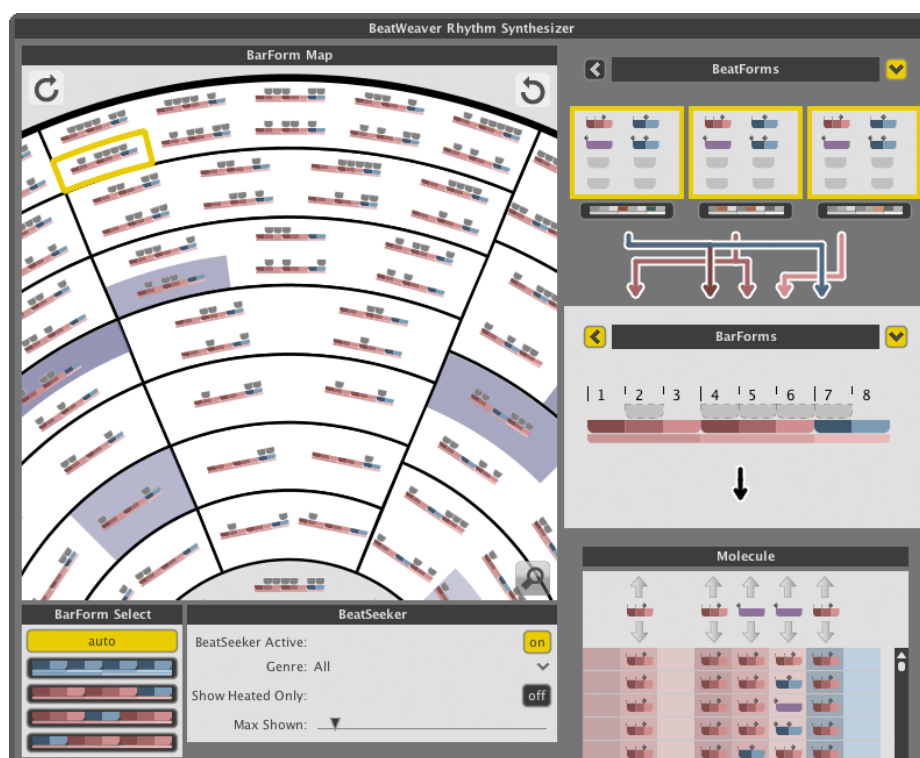 BeatWeaver Rhythm Synthesizer
BarForm Map
BeatForms
BarForms
1 2 3 4 5 6 7 8
Molecule
BarForm Select
auto
BeatSeeker
BeatSeeker Active:
on
Genre: All
Show Heated Only:
off
Max Shown: